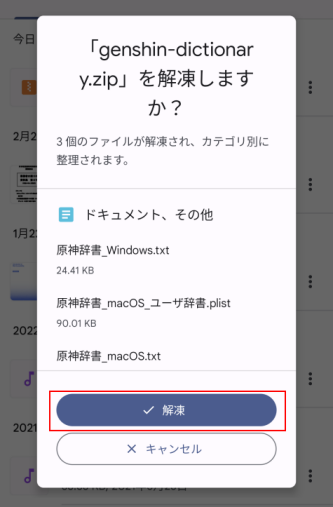 今日
「genshin-dictionar
y.zip」を解凍します
か？
3 個のファイルが解凍され、カテゴリ別に
整理されます。
2月2
ドキュメント、その他
1月2
原神辞書_Windows.txt
24.41 KB
原神辞書_macOS_ユーザ辞書.plist
90.01 KB
2022
原神辞書_macOS.txt
解凍
2021
キャンセル